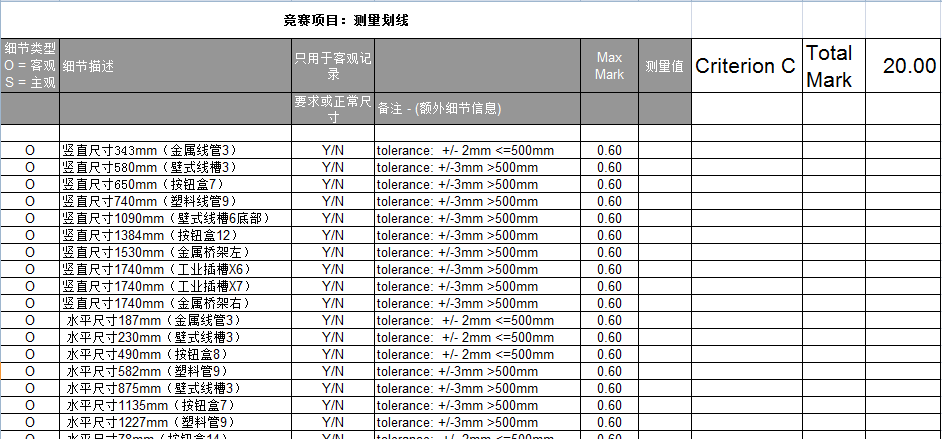 竞赛项目：测量划线
细节类型 O = 客观 S = 主观 细节描述 只用于客观记录 Max Mark 测量值 Criterion C Total Mark 20.00
要求或正常尺寸 备注 - (额外细节信息)
O 竖直尺寸343mm（金属线管3） Y/N tolerance: +/- 2mm <=500mm 0.60
O 竖直尺寸580mm（壁式线槽3） Y/N tolerance: +/-3mm >500mm 0.60
O 竖直尺寸650mm（按钮盒7） Y/N tolerance: +/-3mm >500mm 0.60
O 竖直尺寸740mm（塑料线管9） Y/N tolerance: +/-3mm >500mm 0.60
O 竖直尺寸1090mm（壁式线槽6底部） Y/N tolerance: +/-3mm >500mm 0.60
O 竖直尺寸1384mm（按钮盒12） Y/N tolerance: +/-3mm >500mm 0.60
O 竖直尺寸1530mm（金属桥架左） Y/N tolerance: +/-3mm >500mm 0.60
O 竖直尺寸1740mm（工业插槽X6） Y/N tolerance: +/-3mm >500mm 0.60
O 竖直尺寸1740mm（工业插槽X7） Y/N tolerance: +/-3mm >500mm 0.60
O 竖直尺寸1740mm（金属桥架右） Y/N tolerance: +/-3mm >500mm 0.60
O 水平尺寸187mm（金属线管3） Y/N tolerance: +/- 2mm <=500mm 0.60
O 水平尺寸230mm（壁式线槽3） Y/N tolerance: +/- 2mm <=500mm 0.60
O 水平尺寸490mm（按钮盒8） Y/N tolerance: +/- 2mm <=500mm 0.60
O 水平尺寸582mm（塑料管9） Y/N tolerance: +/-3mm >500mm 0.60
O 水平尺寸875mm（壁式线槽3） Y/N tolerance: +/-3mm >500mm 0.60
O 水平尺寸1135mm（按钮盒7） Y/N tolerance: +/-3mm >500mm 0.60
O 水平尺寸1227mm（塑料管9） Y/N tolerance: +/-3mm >500mm 0.60
O 水平尺寸78mm（按钮盒14） Y/N tolerance: +/- 2mm <=500mm 0.60